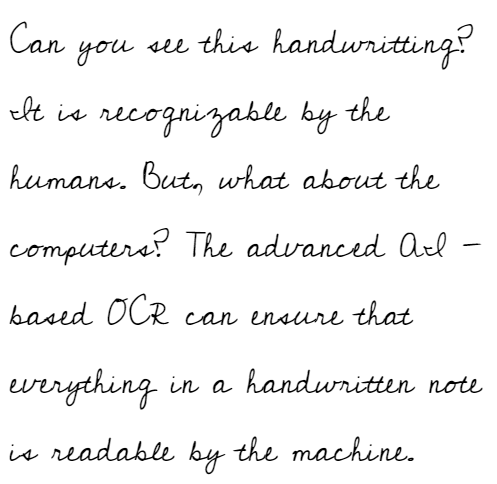 Can you see this handwritting?
It is recognizable by the
humans. But, what about the
computers? The advanced AI -
based OCR can ensure that
everything in a handwritten note
is readable by the machine.